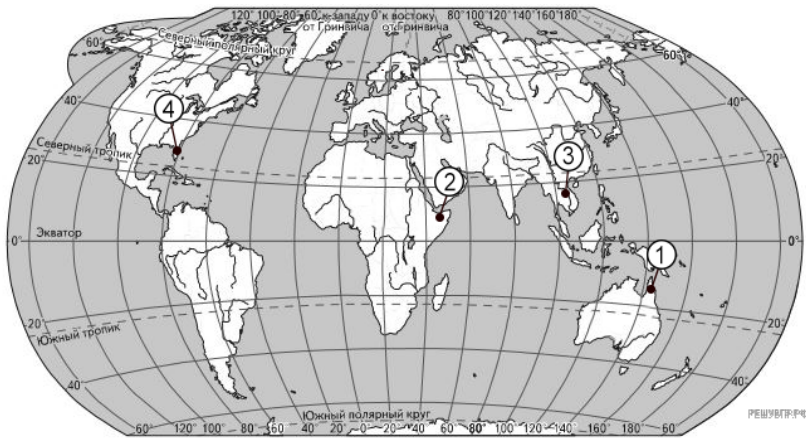 120° 100° 80° 60° к западу 0° к востоку 80° 100° 120° 140° 160° 180°
от Гринвича от Гринвича
Северный полярный круг
60° 60°
40° 40°
4
3
Северный тропик
20° 20°
2
Экватор
0° 0°
1
20 20
Южный тропик
40° 40°
Южный полярный круг
60° 120° 100° 80° 60° 40° 20° 0° 20° 40° 60° 80° 100° 120° 140° 160° 180° 60°
РЕШУВПР.РФ